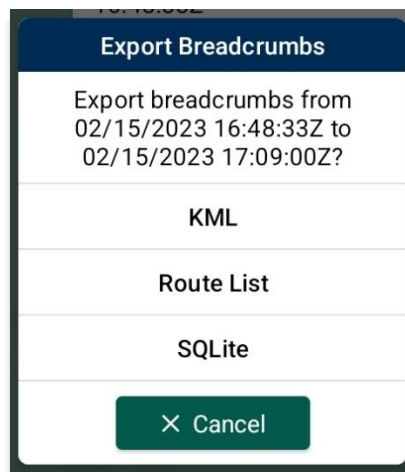 Export Breadcrumbs
Export breadcrumbs from
02/15/2023 16:48:33Z to
02/15/2023 17:09:00Z?
KML
Route List
SQLite
× Cancel